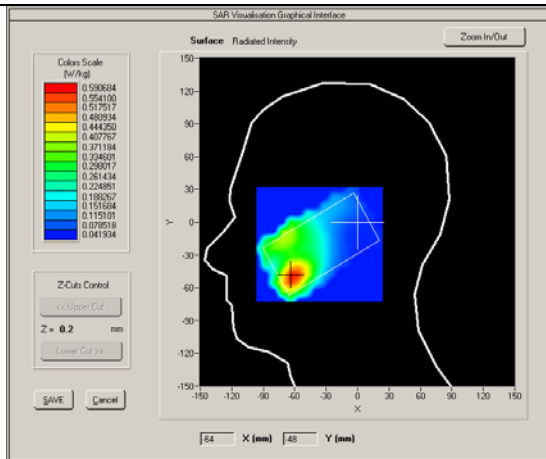 SAR Visualisation Graphical Interface
Surface Radiated Intensity
Zoom In/Out
Colors Scale
(W/kg)
0.590684
0.554100
0.517517
0.480934
0.444350
0.407767
0.371184
0.334601
0.298017
0.261434
0.224851
0.188267
0.151684
0.115101
0.078518
0.041934
Z-Cuts Control
<< Upper Cut
Z = 0.2 mm
Lower Cut >>
SAVE Cancel
150
120
90
60
30
0
-30
-60
-90
-120
-150
Y
-150 -120 -90 -60 -30 0 30 60 90 120 150
X
-64 X (mm) -48 Y (mm)